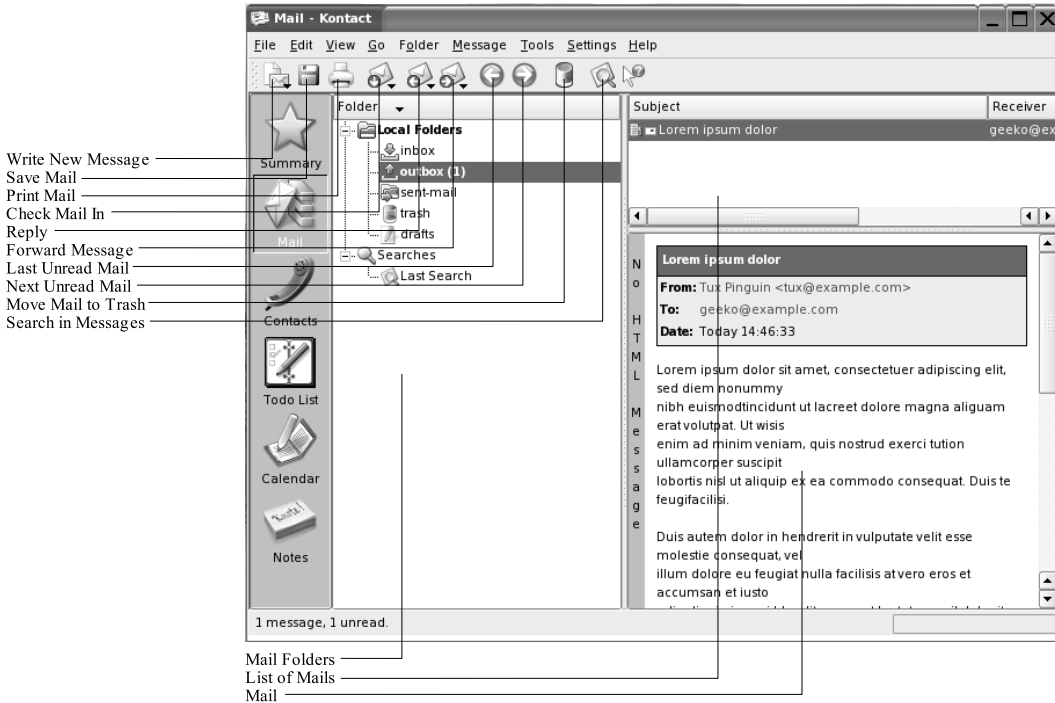 Mail - Kontact
File Edit View Go Folder Message Tools Settings Help
Write New Message
Save Mail
Print Mail
Check Mail In
Reply
Forward Message
Last Unread Mail
Next Unread Mail
Move Mail to Trash
Search in Messages
Summary
Mail
Contacts
Todo List
Calendar
Notes
Folder
Local Folders
inbox
outbox (1)
sent-mail
trash
drafts
Searches
Last Search
Subject Receiver
Lorem ipsum dolor geeko@ex
No HTML Message
Lorem ipsum dolor
From: Tux Pinguin <tux@example.com>
To: geeko@example.com
Date: Today 14:46:33
Lorem ipsum dolor sit amet, consectetuer adipiscing elit,
sed diem nonummy
nibh euismodtincidunt ut lacreet dolore magna aliguam
erat volutpat. Ut wisis
enim ad minim veniam, quis nostrud exerci tution
ullamcorper suscipit
lobortis nisl ut aliquip ex ea commodo consequat. Duis te
feugifacilisi.
Duis autem dolor in hendrerit in vulputate velit esse
molestie consequat, vel
illum dolore eu feugiat nulla facilisis at vero eros et
accumsan et iusto
1 message, 1 unread.
Mail Folders
List of Mails
Mail